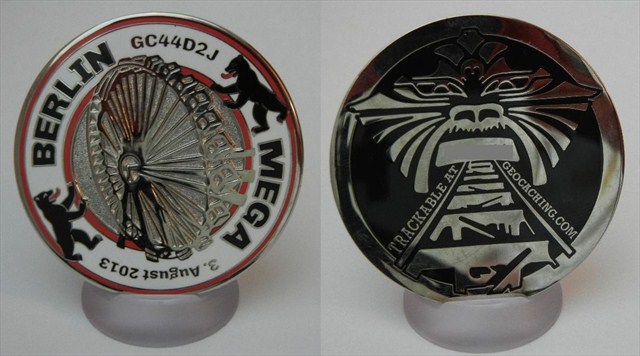 BERLIN
GC44D2J
MEGA
3. August 2013
TRACKABLE AT
GEOCACHING.COM